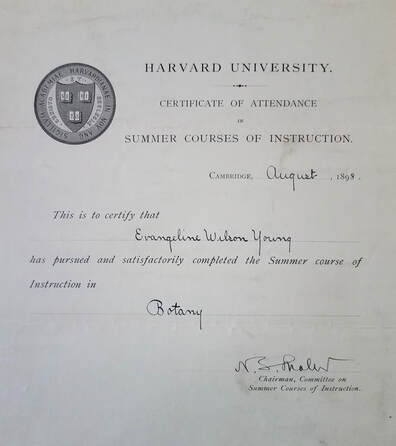 HARVARD UNIVERSITY.
CERTIFICATE OF ATTENDANCE
IN
SUMMER COURSES OF INSTRUCTION.
CAMBRIDGE, August, 1898.
This is to certify that
Evangeline Wilson Young
has pursued and satisfactorily completed the Summer course of
Instruction in
Botany
N. S. Shaler
Chairman, Committee on
Summer Courses of Instruction.